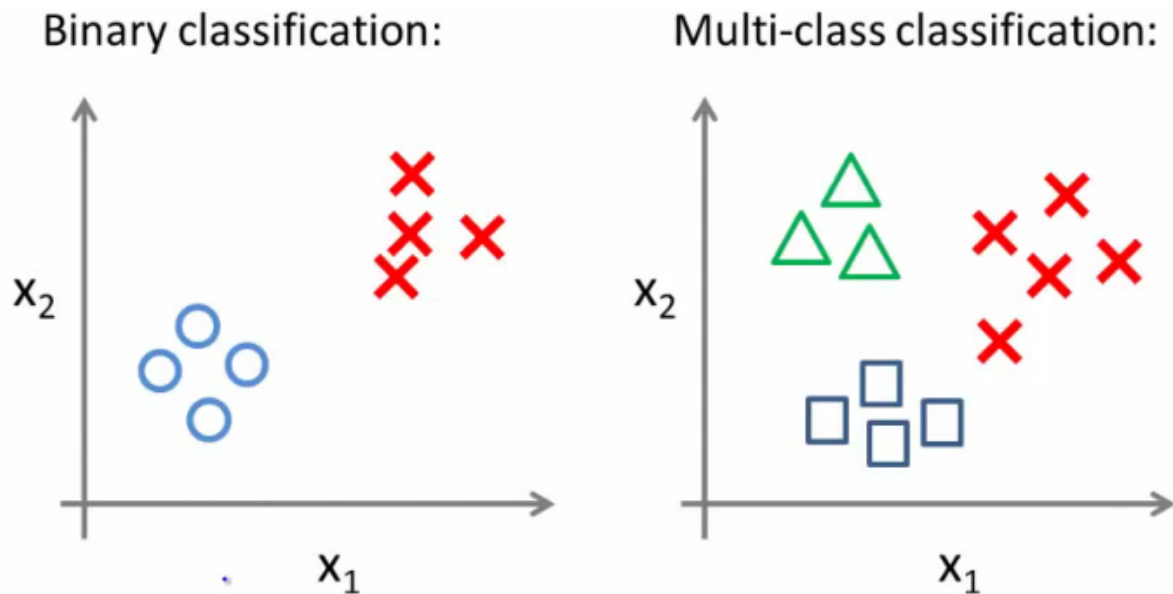 Binary classification:
x₂
x₁
Multi-class classification:
x₂
x₁